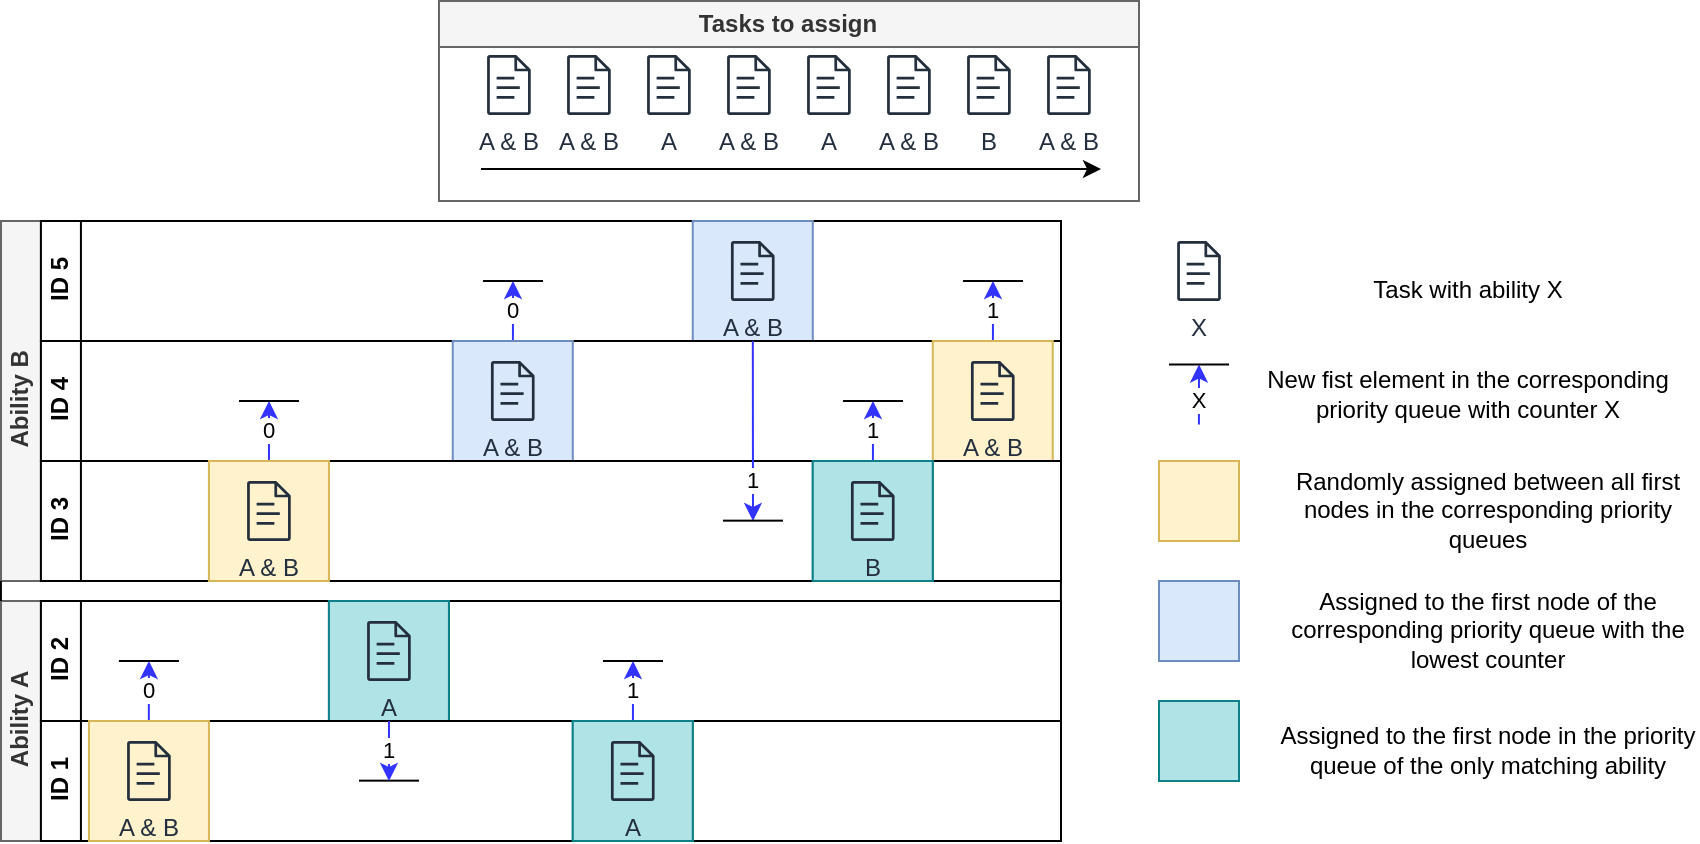 Tasks to assign
A & B
A & B
A
A & B
A
A & B
B
A & B
Ability B
ID 5
0
A & B
1
ID 4
0
A & B
1
A & B
ID 3
A & B
1
B
Ability A
ID 2
0
A
1
ID 1
A & B
1
A
X
Task with ability X
X
New fist element in the corresponding
priority queue with counter X
Randomly assigned between all first
nodes in the corresponding priority
queues
Assigned to the first node of the
corresponding priority queue with the
lowest counter
Assigned to the first node in the priority
queue of the only matching ability